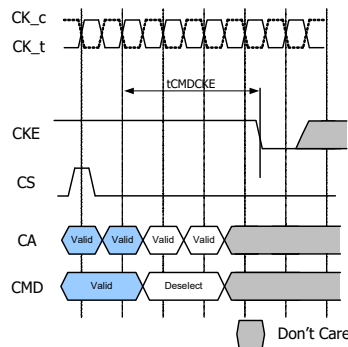 CK_c
CK_t
tCMDCKE
CKE
CS
CA Valid Valid Valid Valid
CMD Valid Deselect
Don't Care